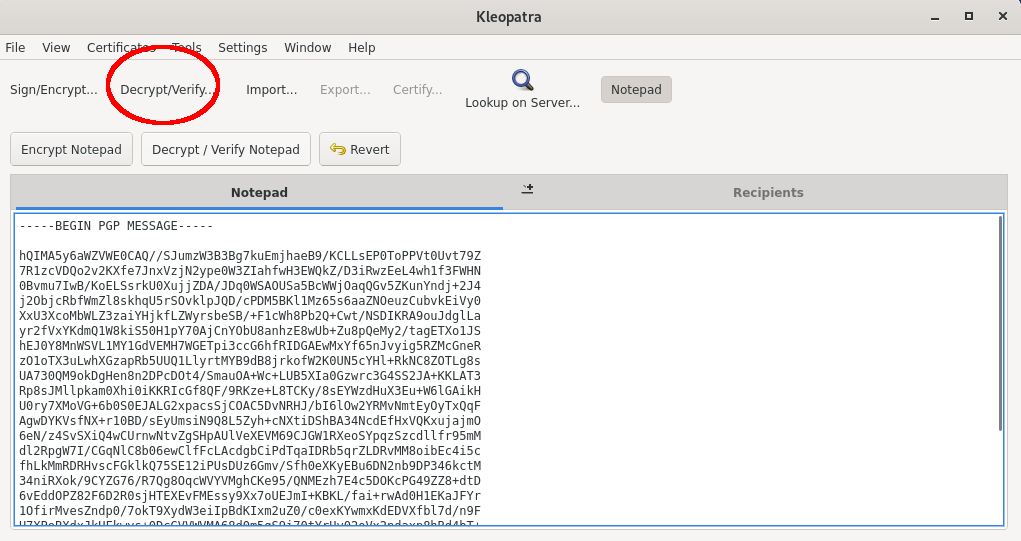 Kleopatra
File View Certificates Tools Settings Window Help
Sign/Encrypt... Decrypt/Verify... Import... Export... Certify... Lookup on Server... Notepad
Encrypt Notepad Decrypt / Verify Notepad Revert
Notepad Recipients
-----BEGIN PGP MESSAGE-----
hQIMA5y6aWZVWE0CAQ//SJumzW3B3Bg7kuEmjhaeB9/KCLLsEP0ToPPVt0Uvt79Z
7R1zcVDQo2v2KXfe7JnxVzjN2ype0W3ZIahfwH3EWQkZ/D3iRwzEeL4wh1f3FWHN
0Bvmu7IwB/KoELSsrkU0XujjZDA/JDq0WSAOUSa5BcWWjOaqQGv5ZKunYndj+2J4
j2ObjcRbfWmZl8skhqU5rSOvklpJQD/cPDM5BKl1Mz65s6aaZNOeuzCubvkEiVy0
XxU3XcoMbWLZ3zaiYHjkfLZWyrsbeSB/+F1cWh8Pb2Q+Cwt/NSDIKRA9ouJdglLa
yr2fVxYKdmQ1W8kiS50H1pY70AjCnYObU8anhzE8wUb+Zu8pQeMy2/tagETXo1JS
hEJ0Y8MnWSVL1MY1GdVEMH7WGETpi3ccG6hfRIDGAEwMxYf65nJvyig5RZMcGneR
zO1oTX3uLwhXGzapRb5UUQ1LlyrtMYB9dB8jrkofW2K0UN5cYHl+RkNC8ZOTLg8s
UA730QM9okDgHen8n2DPcDOt4/SmauOA+Wc+LUB5XIa0Gzwrc3G4SS2JA+KKLAT3
Rp8sJMllpkam0Xhi0iKKRIcGf8QF/9RKze+L8TCKy/8sEYWzdHuX3Eu+W6lGAikH
U0ry7XMoVG+6b0S0EJALG2xpacsSjCOAC5DvNRHJ/bI6lOw2YRMvNmtEyOyTxQqF
AgwDYKVsfNX+r10BD/sEyUmsiN9Q8L5Zyh+cNXtiDShBA34NcdEfHxVQKxujajmO
6eN/z4SvSXiQ4wCUrnwNtvZgSHpAUlVeXEVM69CJGW1RXeoSYpqzSzcdllfr95mM
dl2RpgW7I/CGqNlC8b06ewClfFcLAcdgbCiPdTqaIDRb5qrZLDRvMM8oibEc4i5c
fhLkMmRDRHvscFGklkQ75SE12iPUsDUz6Gmv/Sfh0eXKyEBu6DN2nb9DP346kctM
34niRXok/9CYZG76/R7Qg8OqcWVYVMghCKe95/QNMEzh7E4c5DOKcPG49ZZ8+dtD
6vEddOPZ82F6D2R0sjHTEXEvFMEssy9Xx7oUEJmI+KBKL/fai+rwAd0H1EKaJFYr
1OfirMvesZndp0/7okT9XydW3eiIpBdKIxm2uZ0/c0exKYwmxKdEDVXfbl7d/n9F